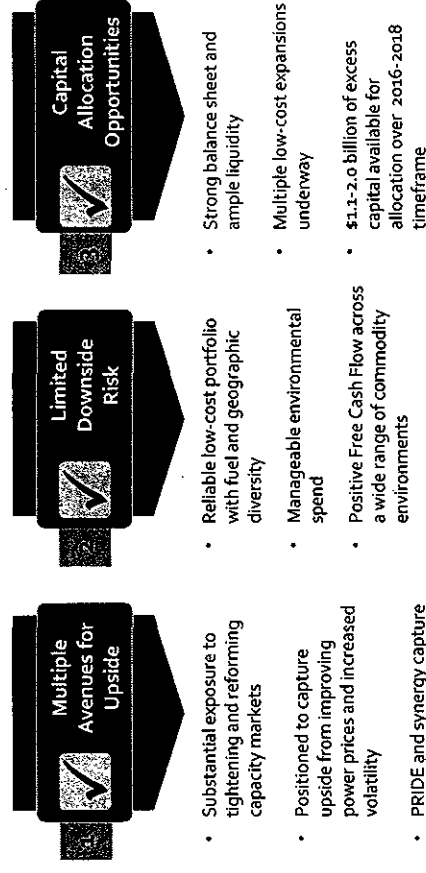 1
Multiple
Avenues for
Upside
• Substantial exposure to
tightening and reforming
capacity markets
• Positioned to capture
upside from improving
power prices and increased
volatility
• PRIDE and synergy capture
2
Limited
Downside
Risk
• Reliable low-cost portfolio
with fuel and geographic
diversity
• Manageable environmental
spend
• Positive Free Cash Flow across
a wide range of commodity
environments
3
Capital
Allocation
Opportunities
• Strong balance sheet and
ample liquidity
• Multiple low-cost expansions
underway
• $1.1-2.0 billion of excess
capital available for
allocation over 2016-2018
timeframe